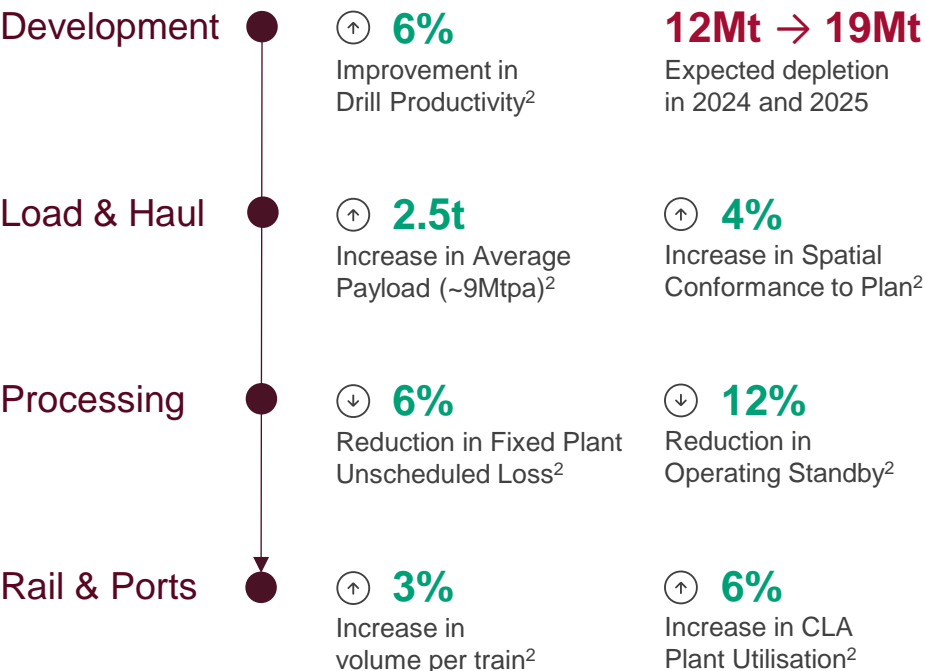 Development
6%
Improvement in
Drill Productivity2
12Mt → 19Mt
Expected depletion
in 2024 and 2025
Load & Haul
2.5t
Increase in Average
Payload (~9Mtpa)2
4%
Increase in Spatial
Conformance to Plan2
Processing
6%
Reduction in Fixed Plant
Unscheduled Loss2
12%
Reduction in
Operating Standby2
Rail & Ports
3%
Increase in
volume per train2
6%
Increase in CLA
Plant Utilisation2